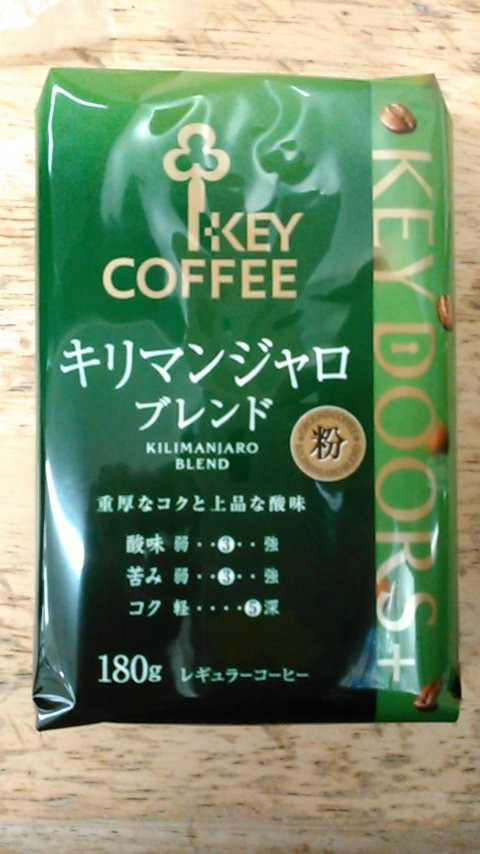 KEY
COFFEE
キリマンジャロ
ブレンド
KILIMANJARO
BLEND
粉
重厚なコクと上品な酸味
酸味 弱・・3・・強
苦み 弱・・3・・強
コク 軽・・・・5深
180g レギュラーコーヒー
KEY DOORS+